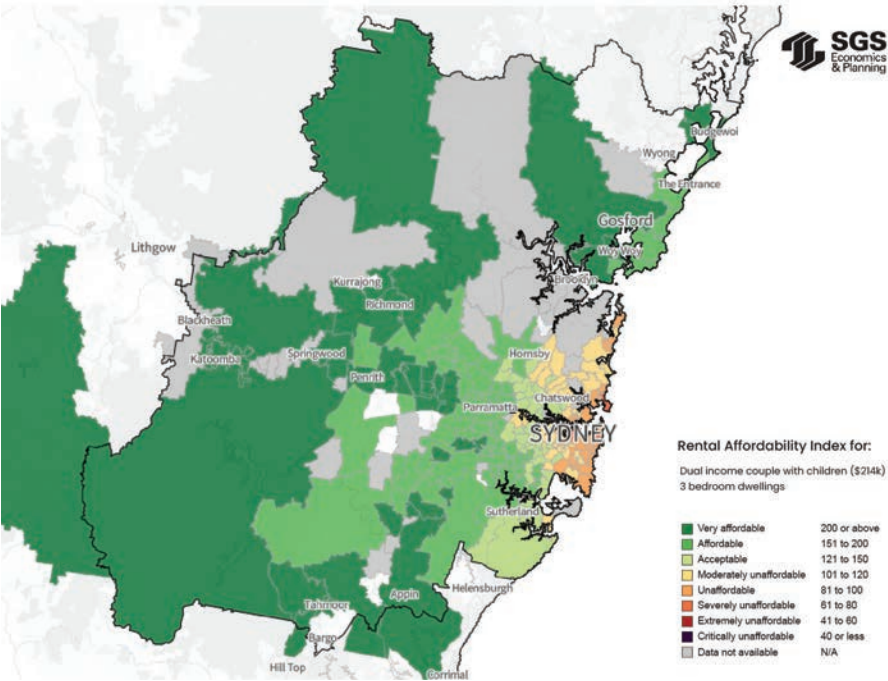 SGS
Economics
& Planning
Budgewoi
Wyong
The Entrance
Gosford
Woy Woy
Lithgow
Brooklyn
Kurrajong
Richmond
Blackheath
Katoomba
Springwood
Hornsby
Penrith
Chatswood
Parramatta
SYDNEY
Sutherland
Helensburgh
Appin
Tahmoor
Bargo
Hill Top
Corrimal
Rental Affordability Index for:
Dual income couple with children ($214k)
3 bedroom dwellings
Very affordable 200 or above
Affordable 151 to 200
Acceptable 121 to 150
Moderately unaffordable 101 to 120
Unaffordable 81 to 100
Severely unaffordable 61 to 80
Extremely unaffordable 41 to 60
Critically unaffordable 40 or less
Data not available N/A